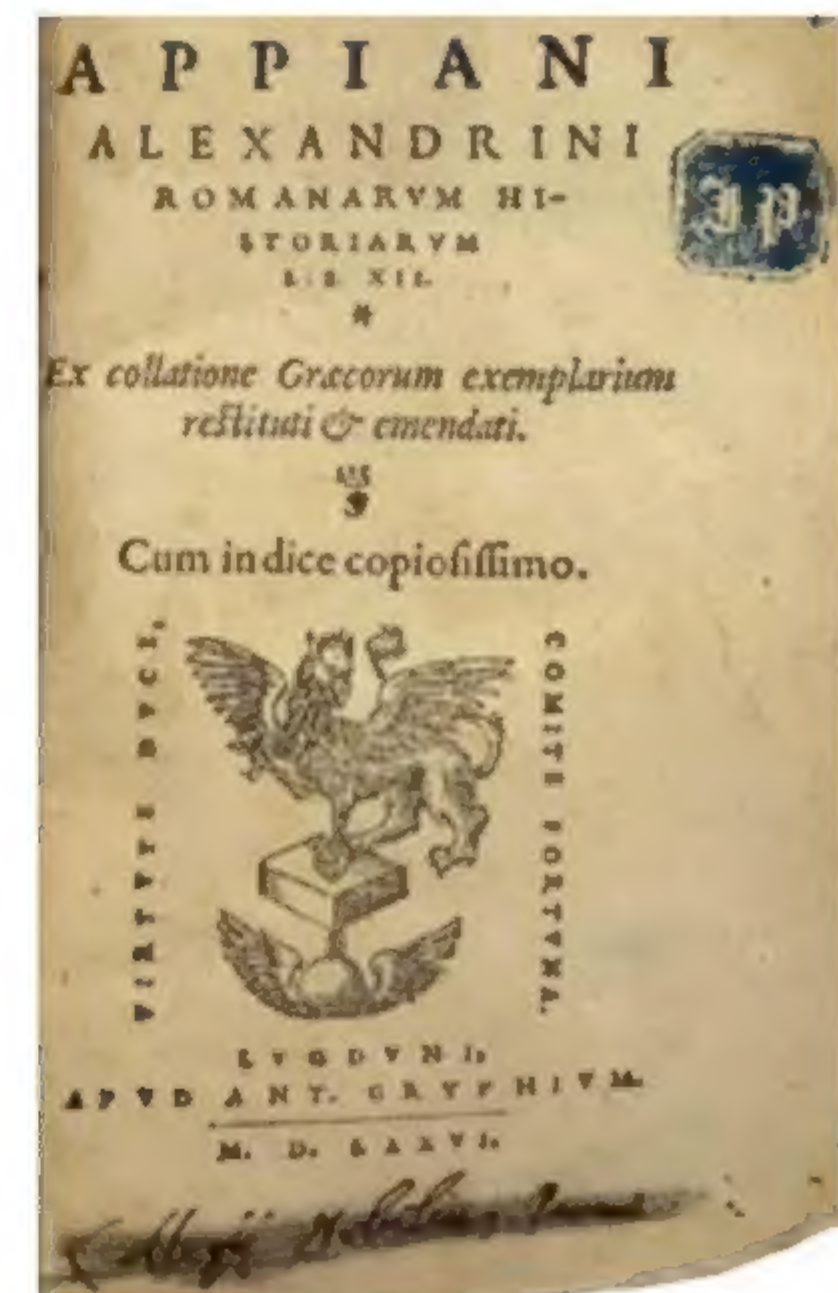 APPIANI
ALEXANDRINI
ROMANARVM HI-
STORIARVM
LIB XII.
*
Ex collatione Græcorum exemplarium
reſtituti & emendati.
Cum indice copioſiſſimo.
VIRTVTE DVCE,
COMITE FORTVNA.
LVGDVNI,
APVD ANT. GRYPHIVM.
M. D. LXXVI.